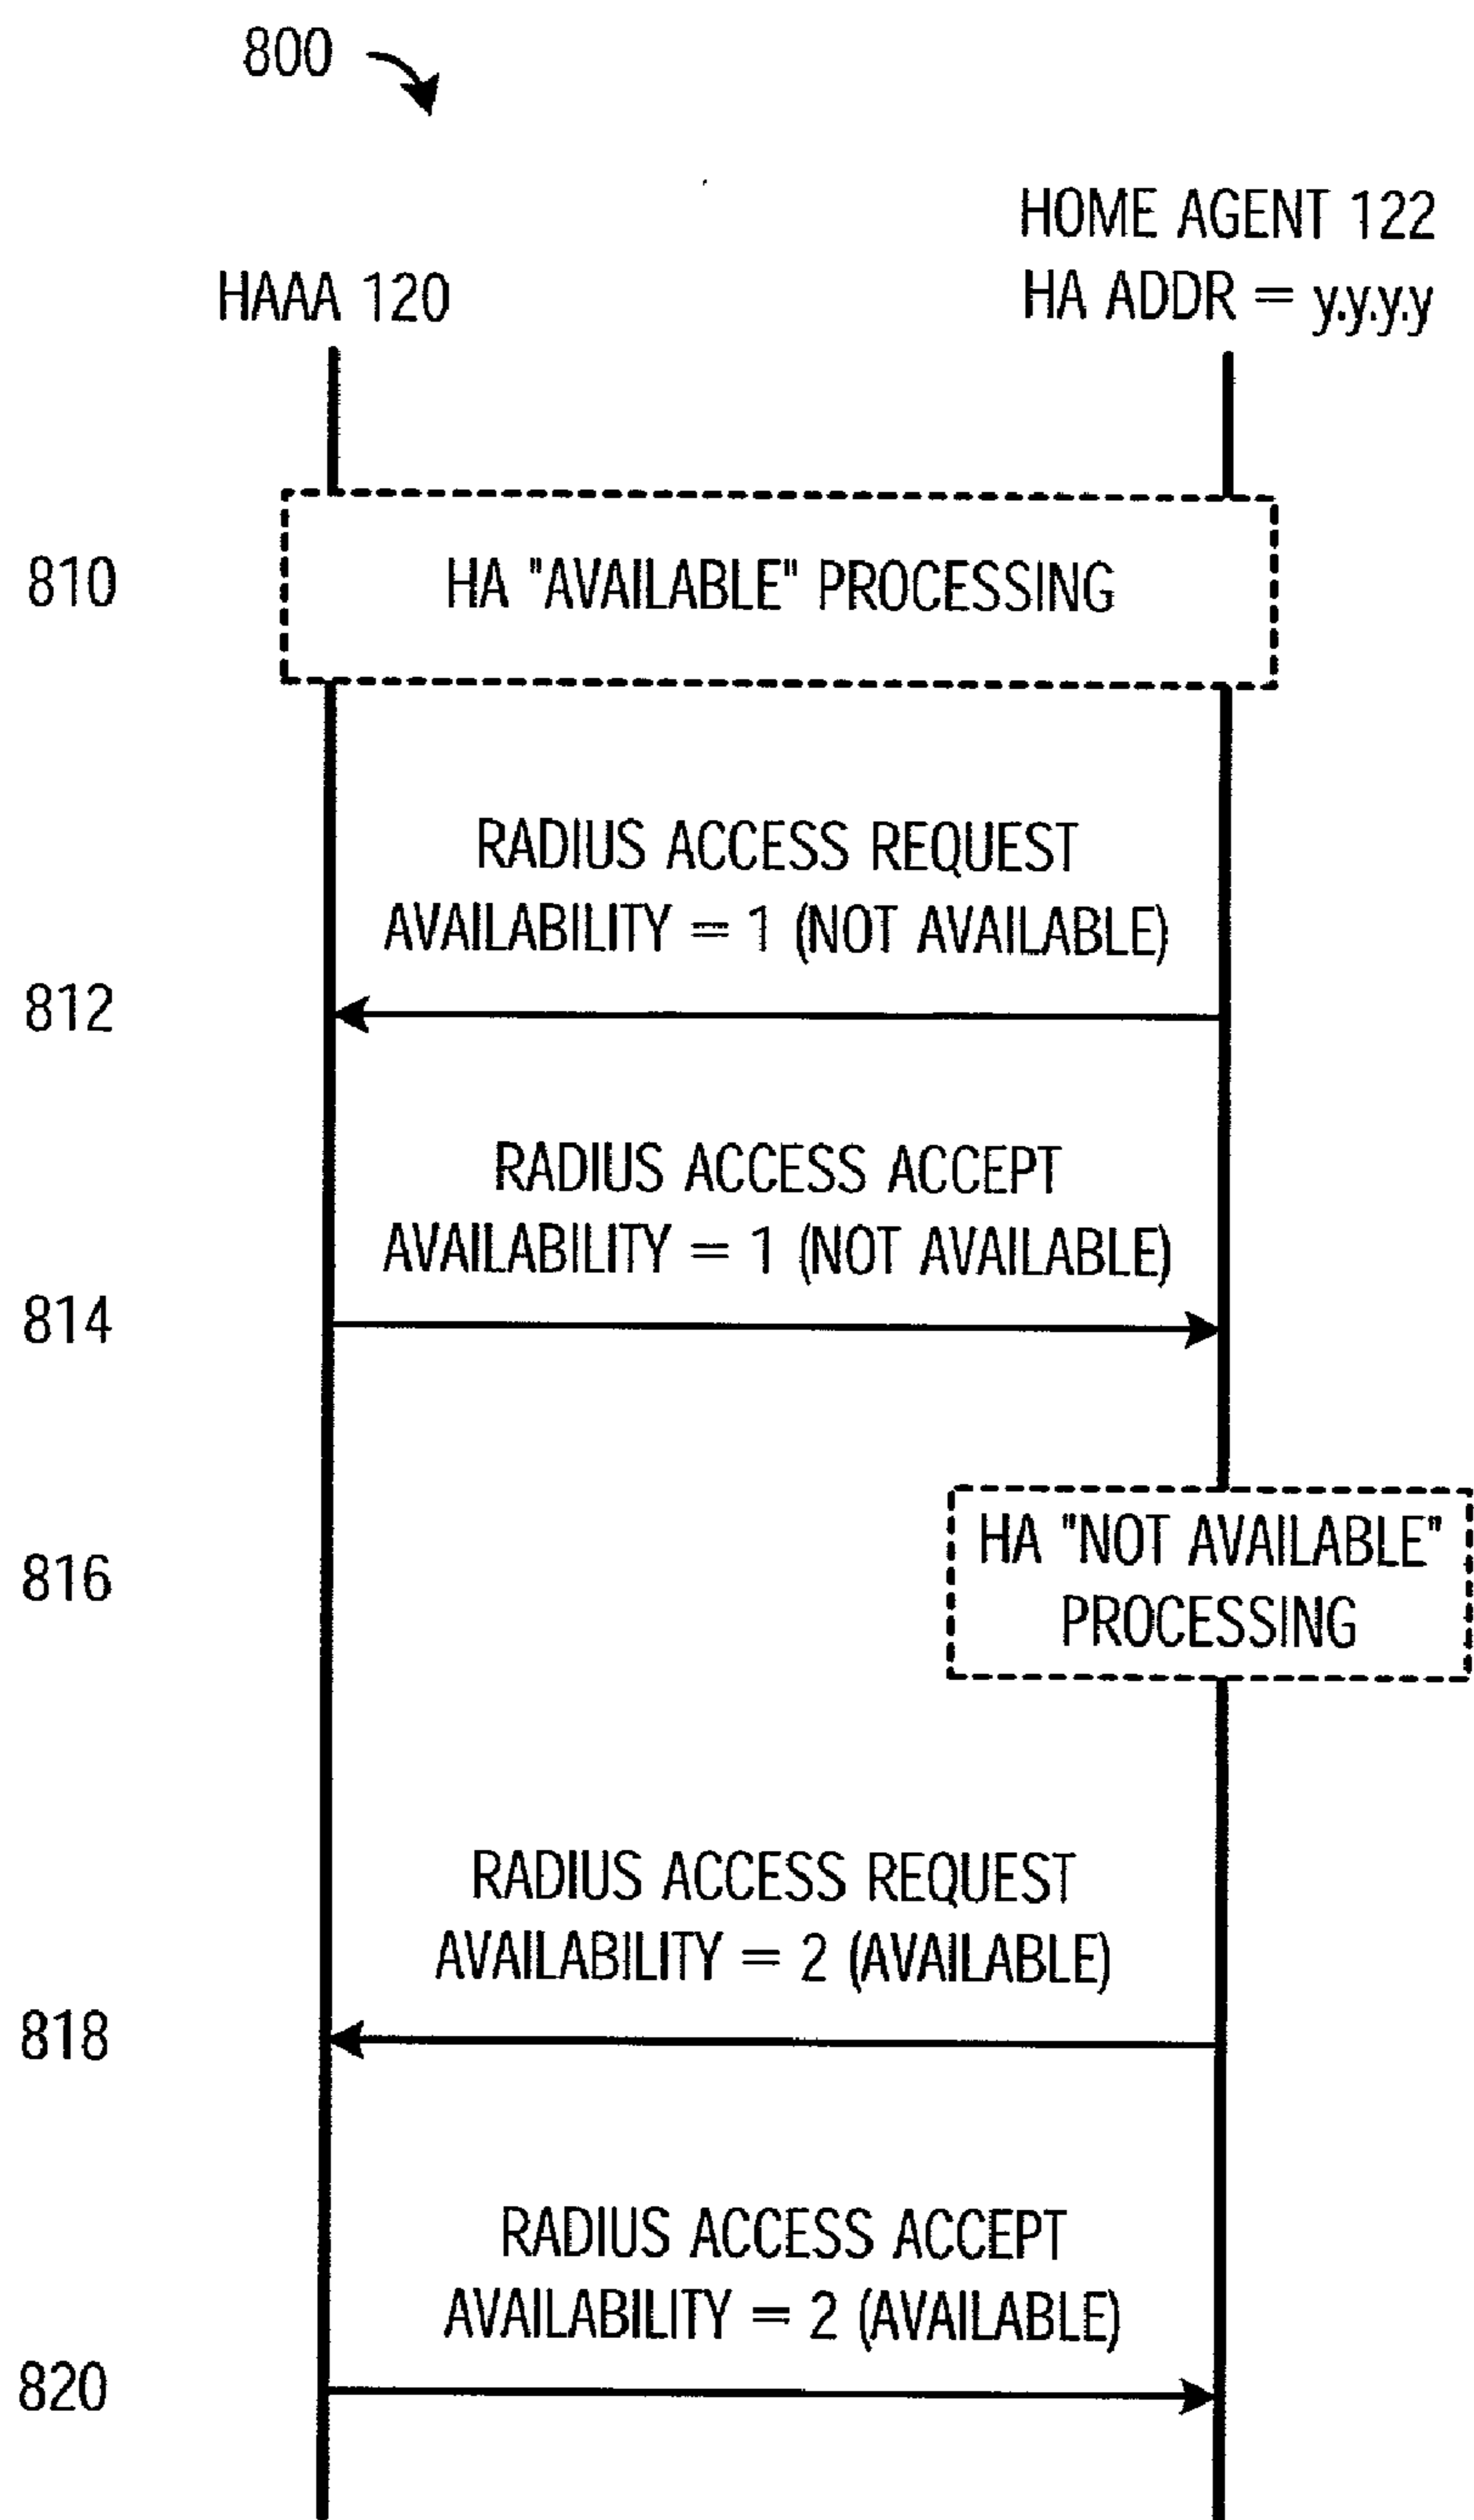 800
HOME AGENT 122
HAAA 120
HA ADDR = y.y.y.y
810
HA "AVAILABLE" PROCESSING
RADIUS ACCESS REQUEST
AVAILABILITY = 1 (NOT AVAILABLE)
812
RADIUS ACCESS ACCEPT
AVAILABILITY = 1 (NOT AVAILABLE)
814
HA "NOT AVAILABLE"
816
PROCESSING
RADIUS ACCESS REQUEST
AVAILABILITY = 2 (AVAILABLE)
818
RADIUS ACCESS ACCEPT
AVAILABILITY = 2 (AVAILABLE)
820